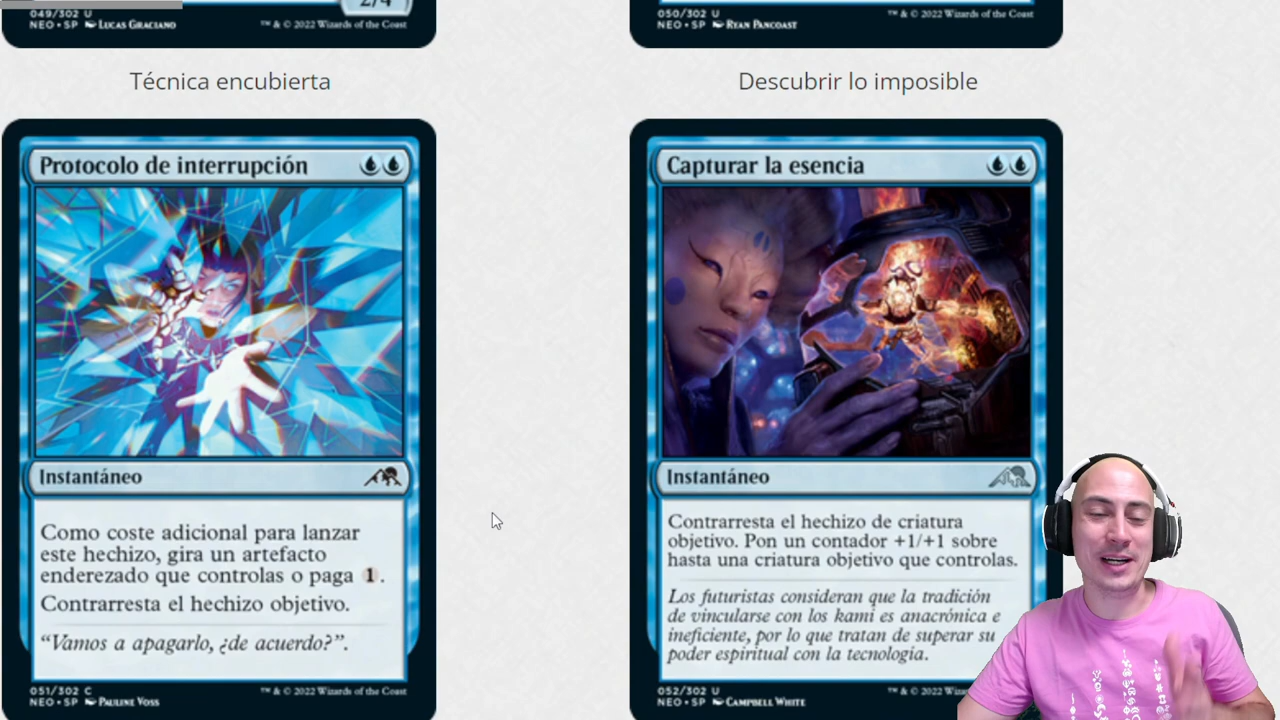 2/4
049/302 U
NEO • SP LUCAS GRACIANO
™ & © 2022 Wizards of the Coast
050/302 U
NEO • SP RYAN PANCOAST
™ & © 2022 Wizards of the Coast
Técnica encubierta
Descubrir lo imposible
Protocolo de interrupción
Instantáneo
Como coste adicional para lanzar
este hechizo, gira un artefacto
enderezado que controlas o paga 1.
Contrarresta el hechizo objetivo.
“Vamos a apagarlo, ¿de acuerdo?”.
051/302 C
NEO • SP PAULINE VOSS
™ & © 2022 Wizards of the Coast
Capturar la esencia
Instantáneo
Contrarresta el hechizo de criatura
objetivo. Pon un contador +1/+1 sobre
hasta una criatura objetivo que controlas.
Los futuristas consideran que la tradición
de vincularse con los kami es anacrónica e
ineficiente, por lo que tratan de superar su
poder espiritual con la tecnología.
052/302 U
NEO • SP CAMPBELL WHITE
™ & © 2022 Wiz